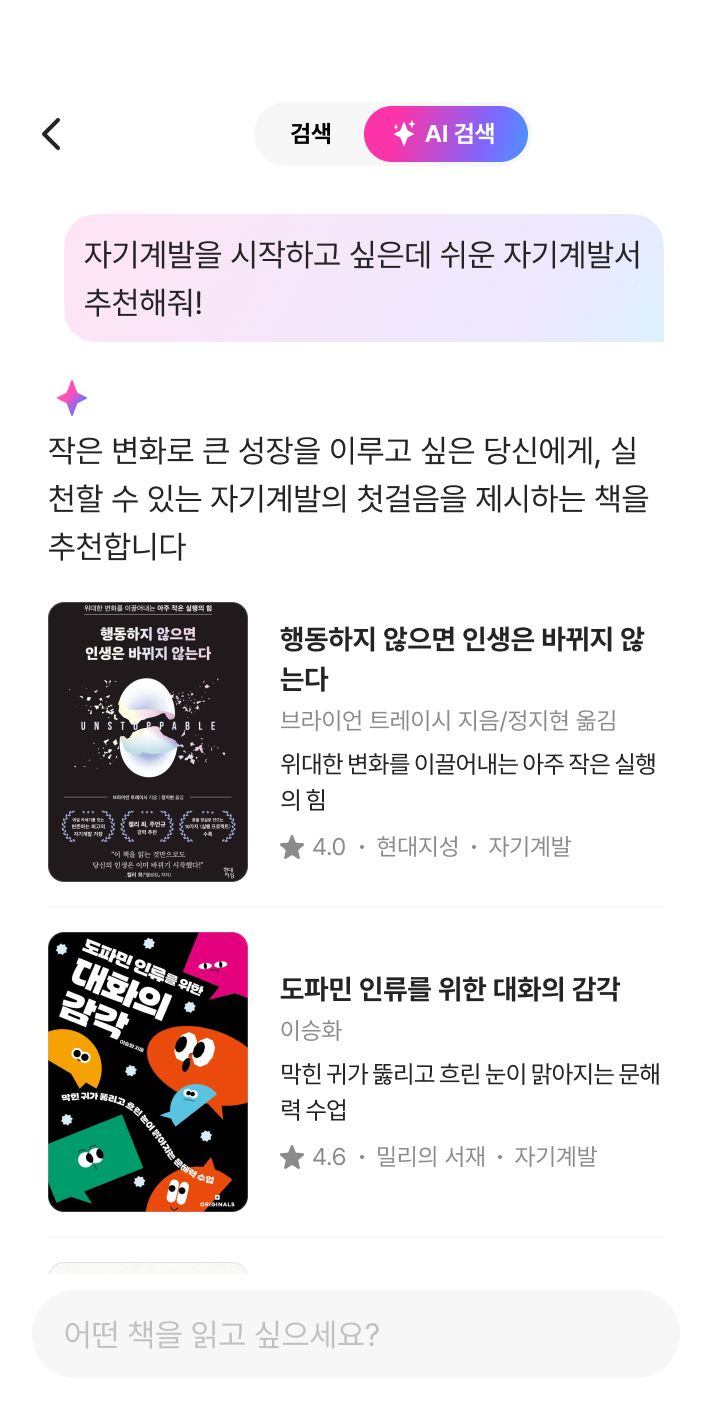 검색
AI 검색
자기계발을 시작하고 싶은데 쉬운 자기계발서
추천해줘!
작은 변화로 큰 성장을 이루고 싶은 당신에게, 실
천할 수 있는 자기계발의 첫걸음을 제시하는 책을
추천합니다
위대한 변화를 이끌어내는 아주 작은 실행의 힘
행동하지 않으면
인생은 바뀌지 않는다
UNSTOPPABLE
브라이언 트레이시 지음 | 정지현 옮김
켈리 최, 주언규
강력 추천
"이 책을 읽는 것만으로도
당신의 인생은 이미 바뀌기 시작했다!"
현대
지성
행동하지 않으면 인생은 바뀌지 않
는다
브라이언 트레이시 지음/정지현 옮김
위대한 변화를 이끌어내는 아주 작은 실행
의 힘
4.0 · 현대지성 · 자기계발
도파민 인류를 위한
대화의
감각
이승화 지음
막힌 귀가 뚫리고 흐린 눈이 맑아지는 문해력 수업
ORIGINALS
도파민 인류를 위한 대화의 감각
이승화
막힌 귀가 뚫리고 흐린 눈이 맑아지는 문해
력 수업
4.6 · 밀리의 서재 · 자기계발
어떤 책을 읽고 싶으세요?